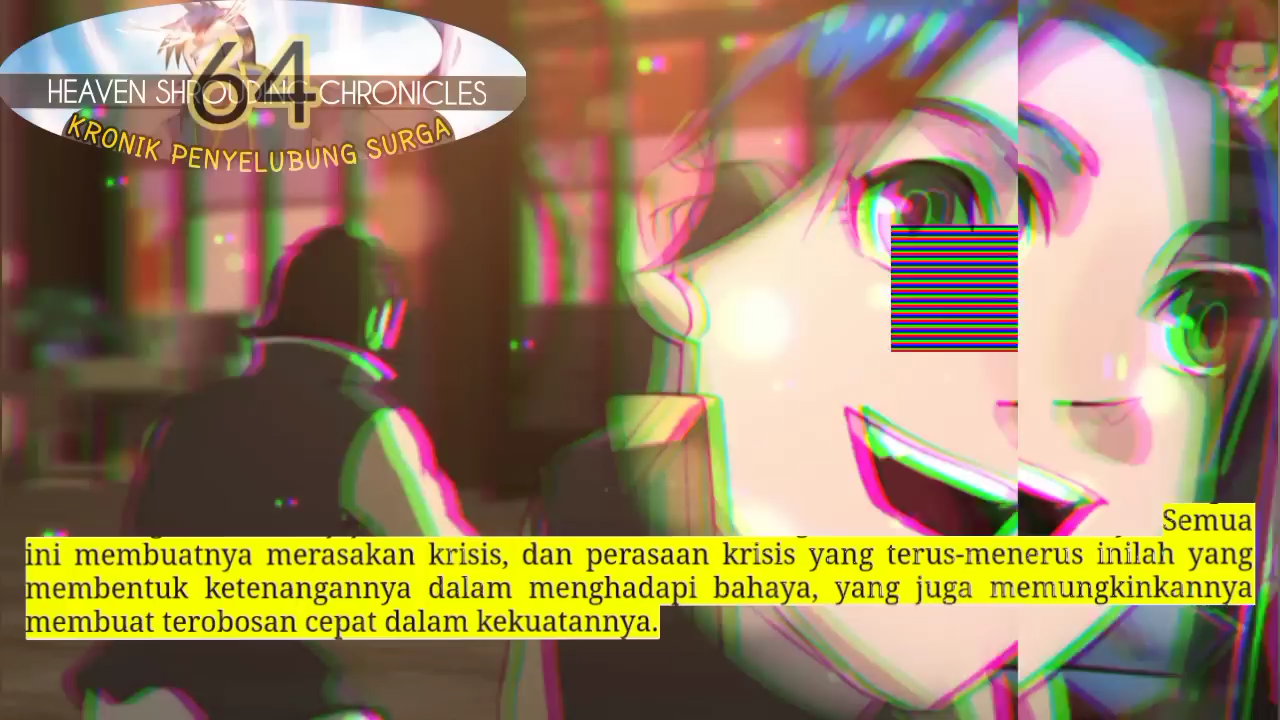 64
HEAVEN SHROUDING CHRONICLES
KRONIK PENYELUBUNG SURGA
Semua
ini membuatnya merasakan krisis, dan perasaan krisis yang terus-menerus inilah yang
membentuk ketenangannya dalam menghadapi bahaya, yang juga memungkinkannya
membuat terobosan cepat dalam kekuatannya.